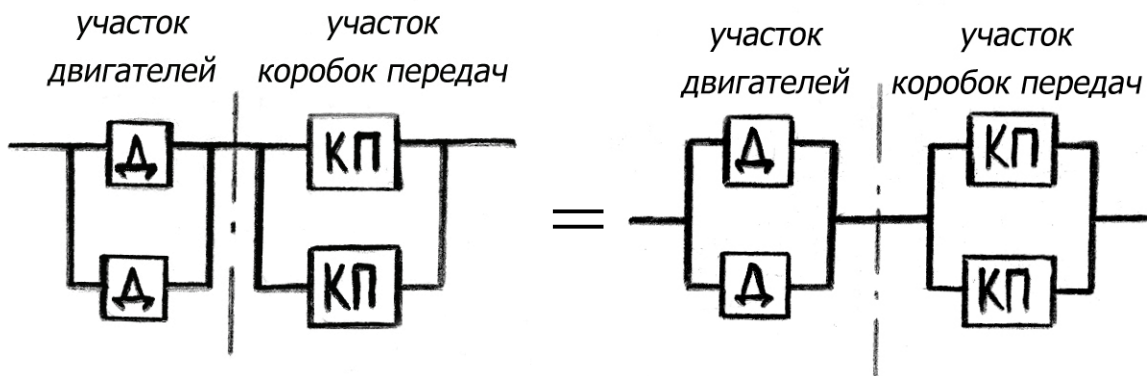 участок
двигателей
участок
коробок передач
Д
КП
Д
КП
=
участок
двигателей
участок
коробок передач
Д
КП
Д
КП